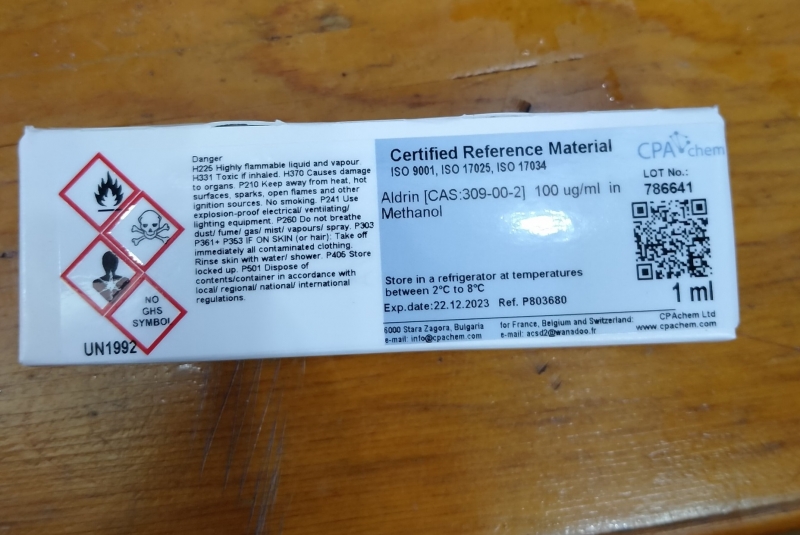 Danger
H225 Highly flammable liquid and vapour.
H331 Toxic if inhaled. H370 Causes damage
to organs. P210 Keep away from heat, hot
surfaces, sparks, open flames and other
ignition sources. No smoking. P241 Use
explosion-proof electrical/ ventilating/
lighting equipment. P260 Do not breathe
dust/ fume/ gas/ mist/ vapours/ spray. P303
P361+ P353 IF ON SKIN (or hair): Take off
immediately all contaminated clothing.
Rinse skin with water/ shower. P405 Store
locked up. P501 Dispose of
contents/container in accordance with
local/ regional/ national/ international
regulations.
NO
GHS
SYMBOL
UN1992
Certified Reference Material
ISO 9001, ISO 17025, ISO 17034
Aldrin [CAS:309-00-2] 100 ug/ml in
Methanol
Store in a refrigerator at temperatures
between 2°C to 8°C
Exp.date:22.12.2023 Ref. P803680
CPAchem
LOT No.:
786641
1 ml
6000 Stara Zagora, Bulgaria
e-mail: info@cpachem.com
for France, Belgium and Switzerland:
e-mail: acsd2@wanadoo.fr
CPAchem Ltd
www.cpachem.com